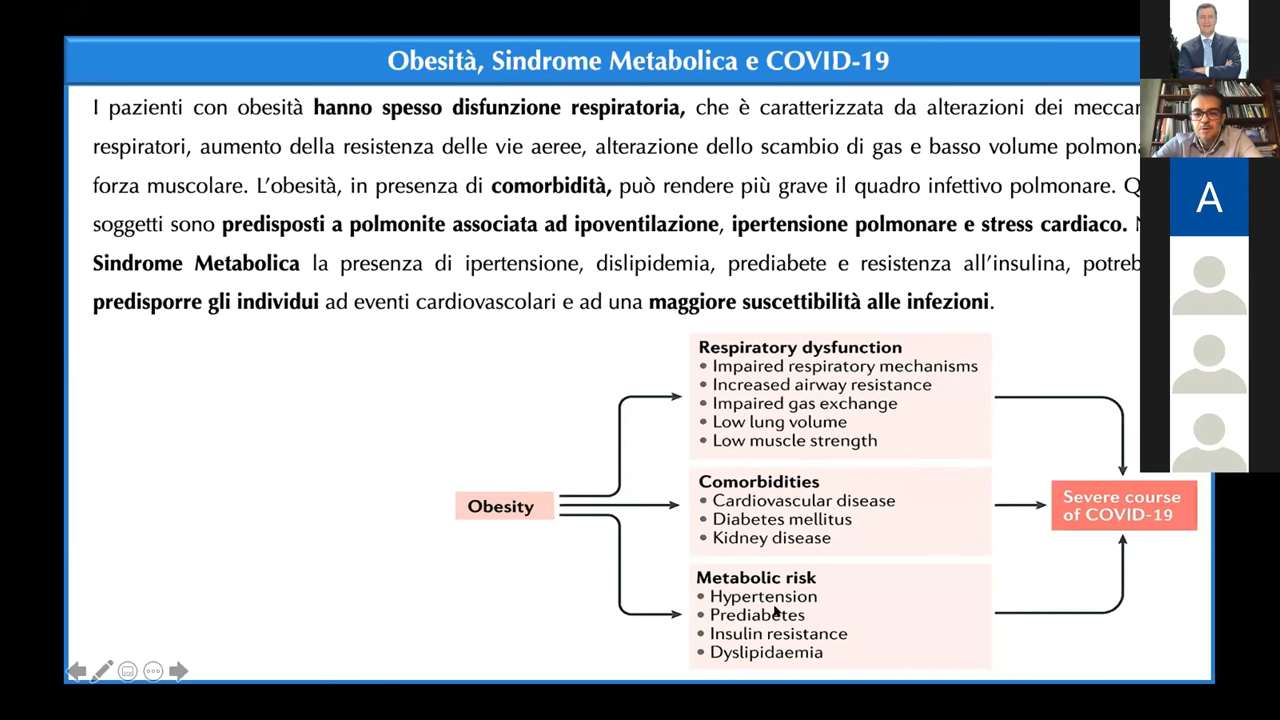 Obesità, Sindrome Metabolica e COVID-19
I pazienti con obesità hanno spesso disfunzione respiratoria, che è caratterizzata da alterazioni dei
respiratori, aumento della resistenza delle vie aeree, alterazione dello scambio di gas e basso volume
forza muscolare. L'obesità, in presenza di comorbidità, può rendere più grave il quadro infettivo polmonare.
soggetti sono predisposti a polmonite associata ad ipoventilazione, ipertensione polmonare e stress cardiaco.
Sindrome Metabolica la presenza di ipertensione, dislipidemia, prediabete e resistenza all'insulina,
predisporre gli individui ad eventi cardiovascolari e ad una maggiore suscettibilità alle infezioni.
Respiratory dysfunction
• Impaired respiratory mechanisms
• Increased airway resistance
• Impaired gas exchange
• Low lung volume
• Low muscle strength
Obesity
Comorbidities
• Cardiovascular disease
• Diabetes mellitus
• Kidney disease
Metabolic risk
• Hypertension
• Prediabetes
• Insulin resistance
• Dyslipidaemia
Severe course
of COVID-19
A